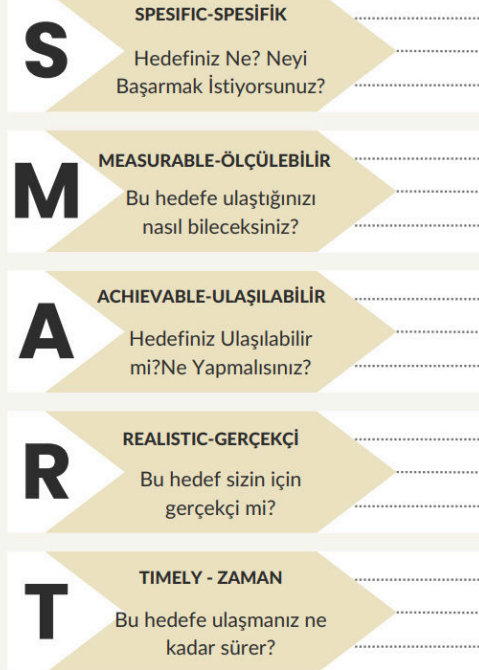 S
SPESIFIC-SPESİFİK
Hedefiniz Ne? Neyi
Başarmak İstiyorsunuz?
M
MEASURABLE-ÖLÇÜLEBİLİR
Bu hedefe ulaştığınızı
nasıl bileceksiniz?
A
ACHIEVABLE-ULAŞILABİLİR
Hedefiniz Ulaşılabilir
mi?Ne Yapmalısınız?
R
REALISTIC-GERÇEKÇİ
Bu hedef sizin için
gerçekçi mi?
T
TIMELY - ZAMAN
Bu hedefe ulaşmanız ne
kadar sürer?